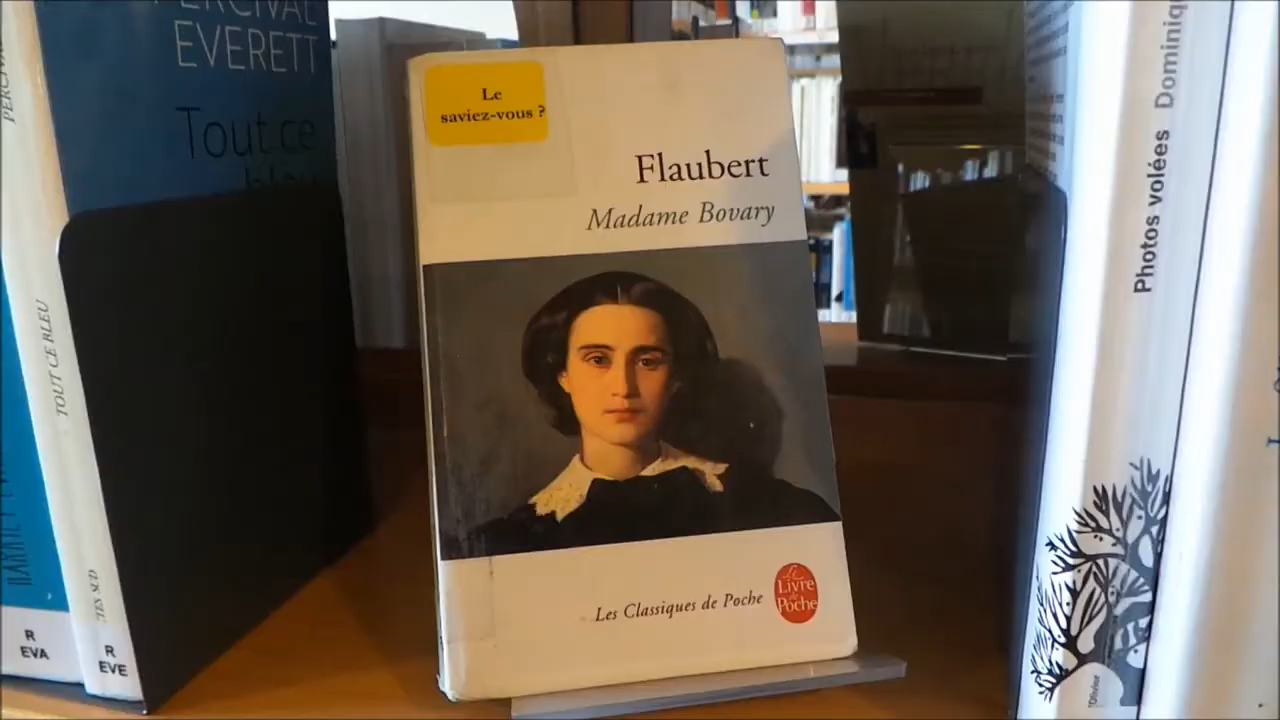 PERCIVAL
EVERETT
Tout ce
bleu
TOUT CE BLEU
R
EVA
R
EVE
Le
saviez-vous ?
Flaubert
Madame Bovary
Les Classiques de Poche
Le
Livre
de
Poche
Photos volées Dominiq